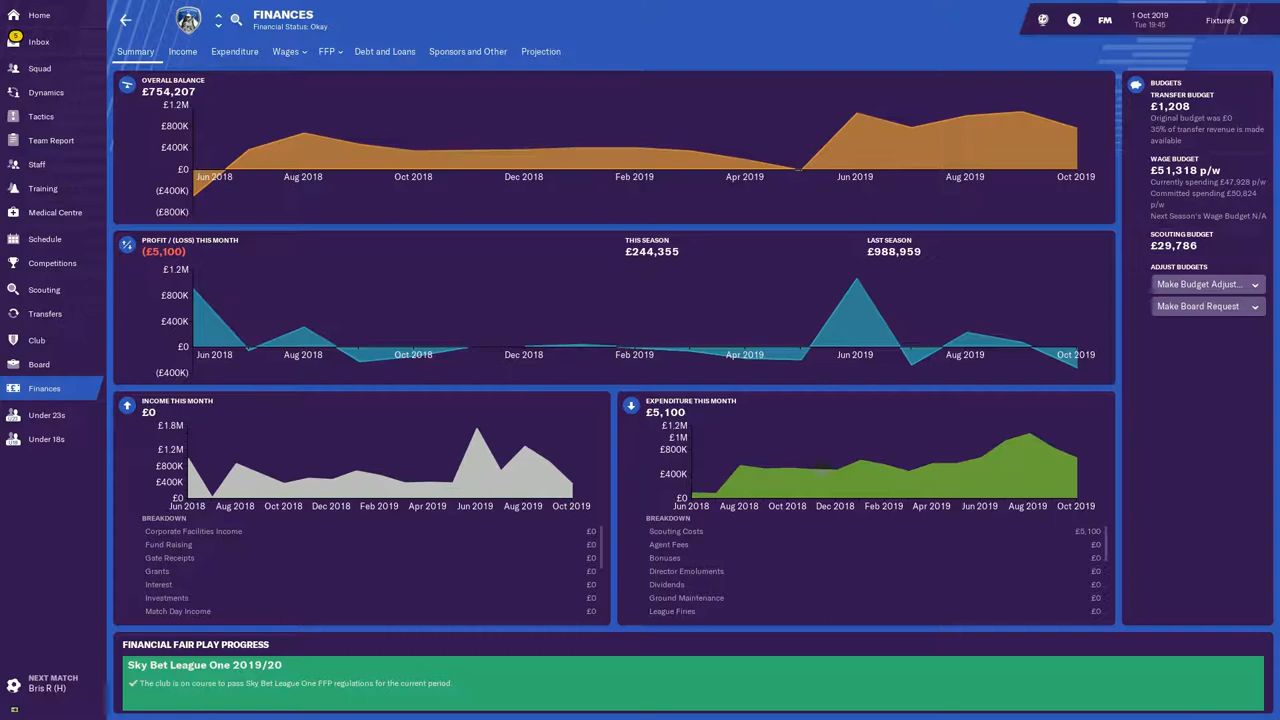 Home
5
Inbox
Squad
Dynamics
Tactics
Team Report
Staff
Training
Medical Centre
Schedule
Competitions
Scouting
Transfers
Club
Board
Finances
Under 23s
Under 18s
NEXT MATCH
Bris R (H)
FINANCES
Financial Status: Okay
?
FM
1 Oct 2019
Tue 19:45
Fixtures
Summary
Income
Expenditure
Wages
FFP
Debt and Loans
Sponsors and Other
Projection
OVERALL BALANCE
£754,207
£1.2M
£800K
£400K
£0
(£400K)
(£800K)
Jun 2018
Aug 2018
Oct 2018
Dec 2018
Feb 2019
Apr 2019
Jun 2019
Aug 2019
Oct 2019
PROFIT / (LOSS) THIS MONTH
(£5,100)
THIS SEASON
£244,355
LAST SEASON
£988,959
£1.2M
£800K
£400K
£0
(£400K)
Jun 2018
Aug 2018
Oct 2018
Dec 2018
Feb 2019
Apr 2019
Jun 2019
Aug 2019
Oct 2019
INCOME THIS MONTH
£0
£1.8M
£1.2M
£800K
£400K
£0
Jun 2018
Aug 2018
Oct 2018
Dec 2018
Feb 2019
Apr 2019
Jun 2019
Aug 2019
Oct 2019
BREAKDOWN
Corporate Facilities Income £0
Fund Raising £0
Gate Receipts £0
Grants £0
Interest £0
Investments £0
Match Day Income £0
EXPENDITURE THIS MONTH
£5,100
£1.2M
£1M
£800K
£400K
£0
Jun 2018
Aug 2018
Oct 2018
Dec 2018
Feb 2019
Apr 2019
Jun 2019
Aug 2019
Oct 2019
BREAKDOWN
Scouting Costs £5,100
Agent Fees £0
Bonuses £0
Director Emoluments £0
Dividends £0
Ground Maintenance £0
League Fines £0
BUDGETS
TRANSFER BUDGET
£1,208
Original budget was £0
35% of transfer revenue is made
available
WAGE BUDGET
£51,318 p/w
Currently spending £47,928 p/w
Committed spending £50,824
p/w
Next Season's Wage Budget N/A
SCOUTING BUDGET
£29,786
ADJUST BUDGETS
Make Budget Adjust...
Make Board Request
FINANCIAL FAIR PLAY PROGRESS
Sky Bet League One 2019/20
The club is on course to pass Sky Bet League One FFP regulations for the current period.